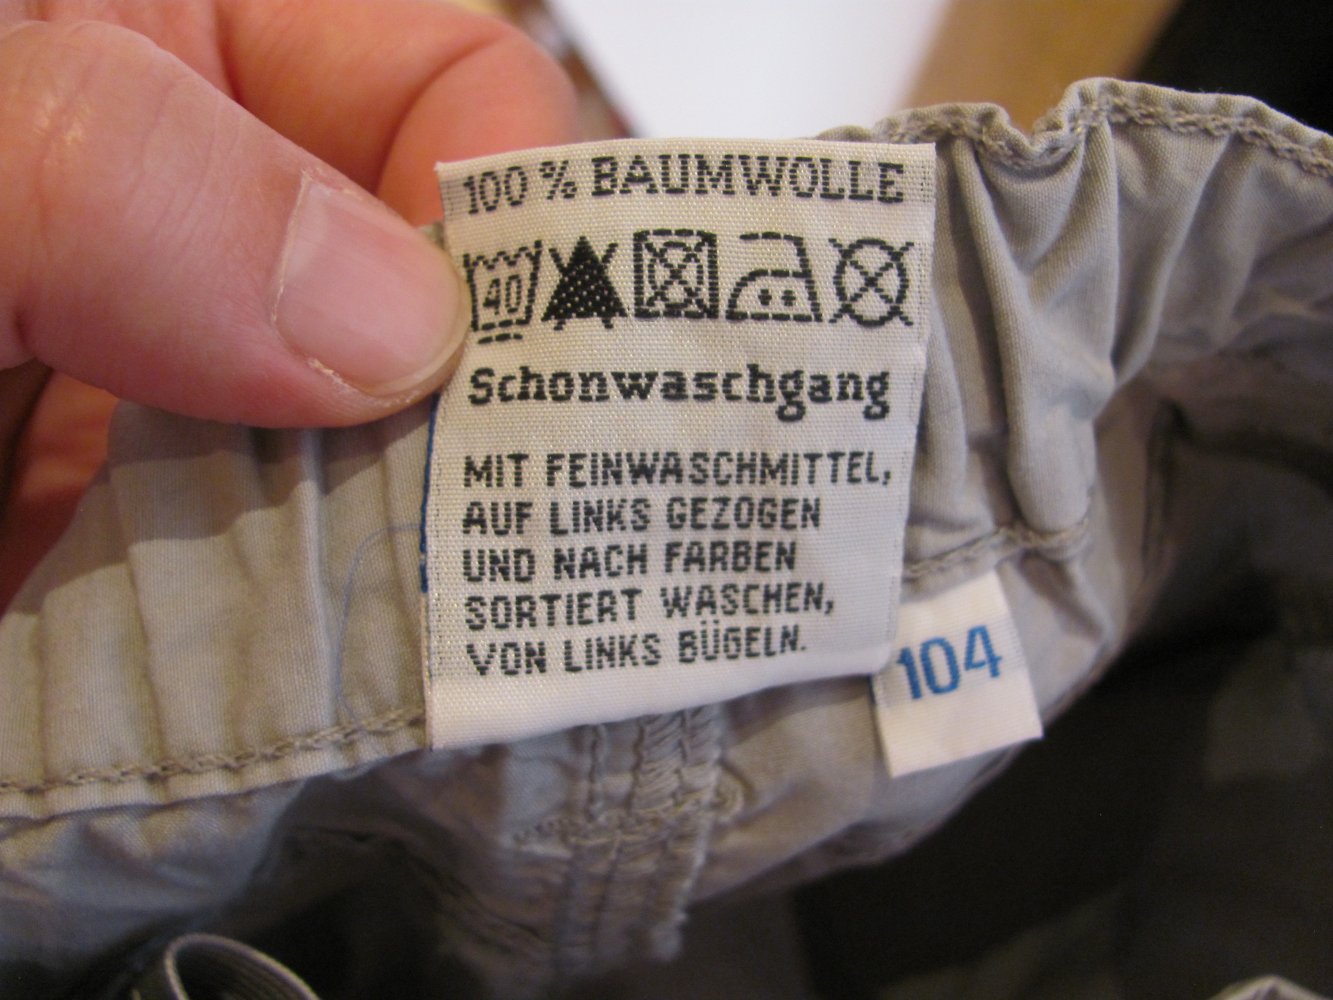 100 % BAUMWOLLE
40
Schonwaschgang
MIT FEINWASCHMITTEL,
AUF LINKS GEZOGEN
UND NACH FARBEN
SORTIERT WASCHEN,
VON LINKS BÜGELN.
104